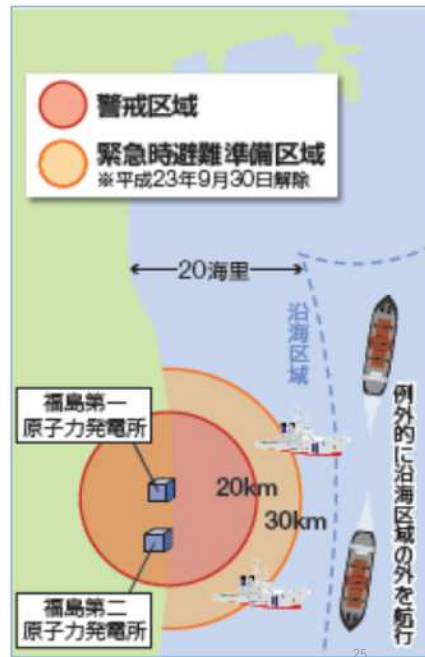 警戒区域
緊急時避難準備区域
※平成23年9月30日解除
20海里
沿海区域
例外的に沿海区域の外を航行
福島第一
原子力発電所
20km
30km
福島第二
原子力発電所
25